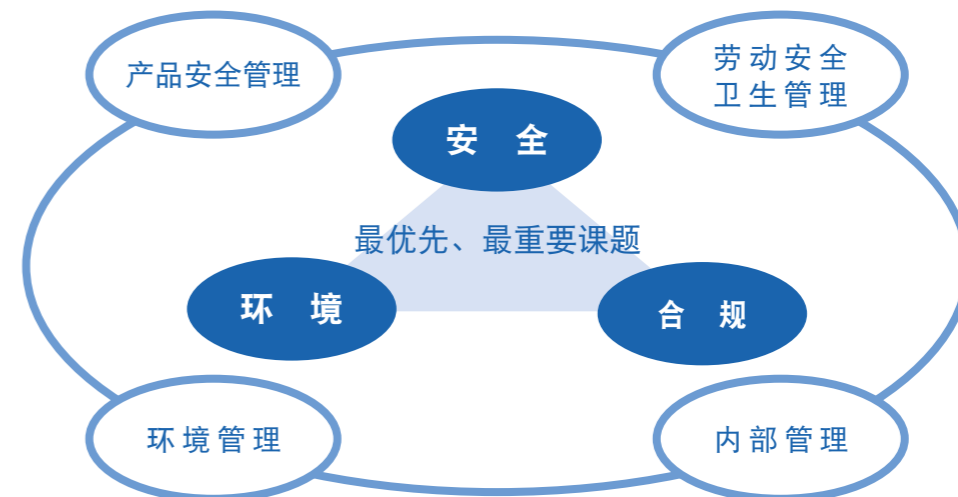 产品安全管理
劳动安全
卫生管理
安 全
最优先、最重要课题
环 境
合 规
环境管理
内部管理